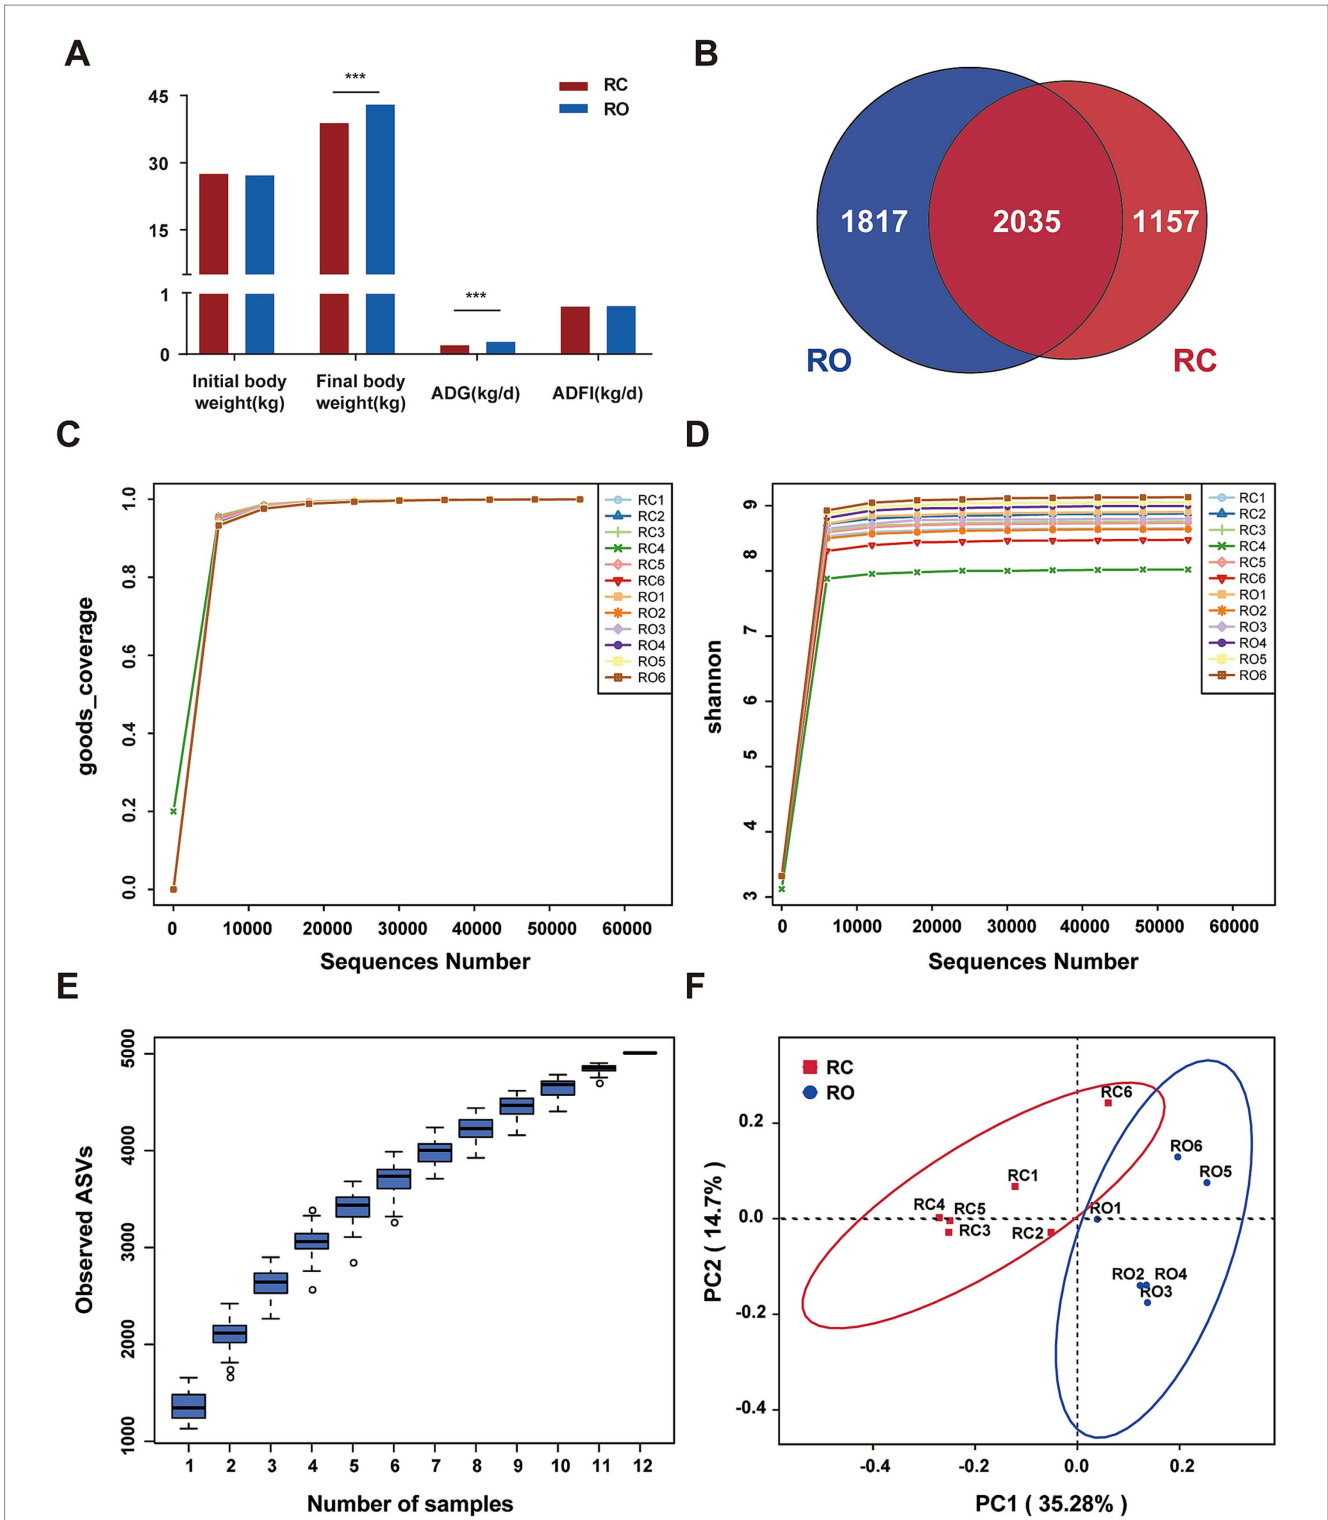 A
***
RC
RO
45
30
15
***
1
0
Initial body
weight(kg)
Final body
weight(kg)
ADG(kg/d)
ADFI(kg/d)
B
1817
2035
1157
RO
RC
C
goods_coverage
1.0
0.8
0.6
0.4
0.2
0.0
RC1
RC2
RC3
RC4
RC5
RC6
RO1
RO2
RO3
RO4
RO5
RO6
0
10000
20000
30000
40000
50000
60000
Sequences Number
D
shannon
9
8
7
6
5
4
3
RC1
RC2
RC3
RC4
RC5
RC6
RO1
RO2
RO3
RO4
RO5
RO6
0
10000
20000
30000
40000
50000
60000
Sequences Number
E
Observed ASVs
5000
4000
3000
2000
1000
1
2
3
4
5
6
7
8
9
10
11
12
Number of samples
F
PC2 ( 14.7% )
RC
RO
0.2
0.0
-0.2
-0.4
RC6
RO6
RO5
RC1
RC4
RC5
RO1
RC3
RC2
RO2
RO4
RO3
-0.4
-0.2
0.0
0.2
PC1 ( 35.28% )